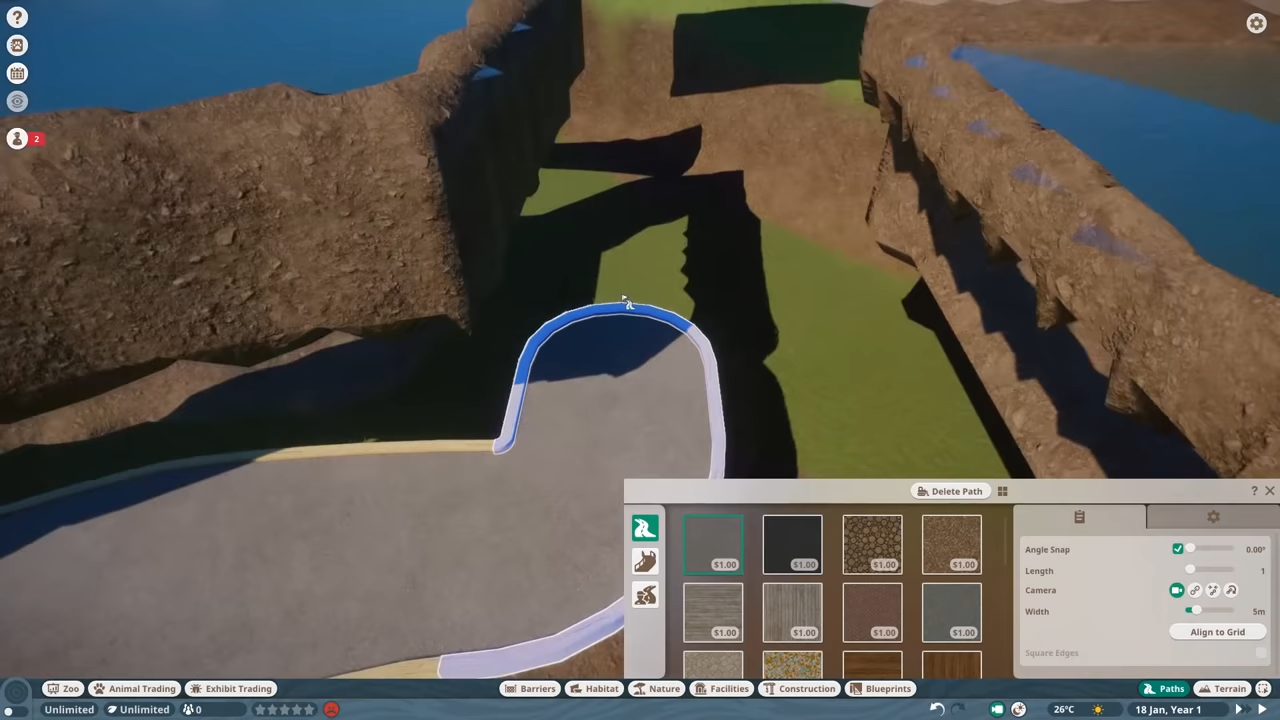 2
Delete Path
?
$1.00 $1.00 $1.00 $1.00
$1.00 $1.00 $1.00 $1.00
Angle Snap 0.00°
Length 1
Camera
Width 5m
Align to Grid
Square Edges
Zoo Animal Trading Exhibit Trading Barriers Habitat Nature Facilities Construction Blueprints Paths Terrain
Unlimited Unlimited 0 26°C 18 Jan, Year 1